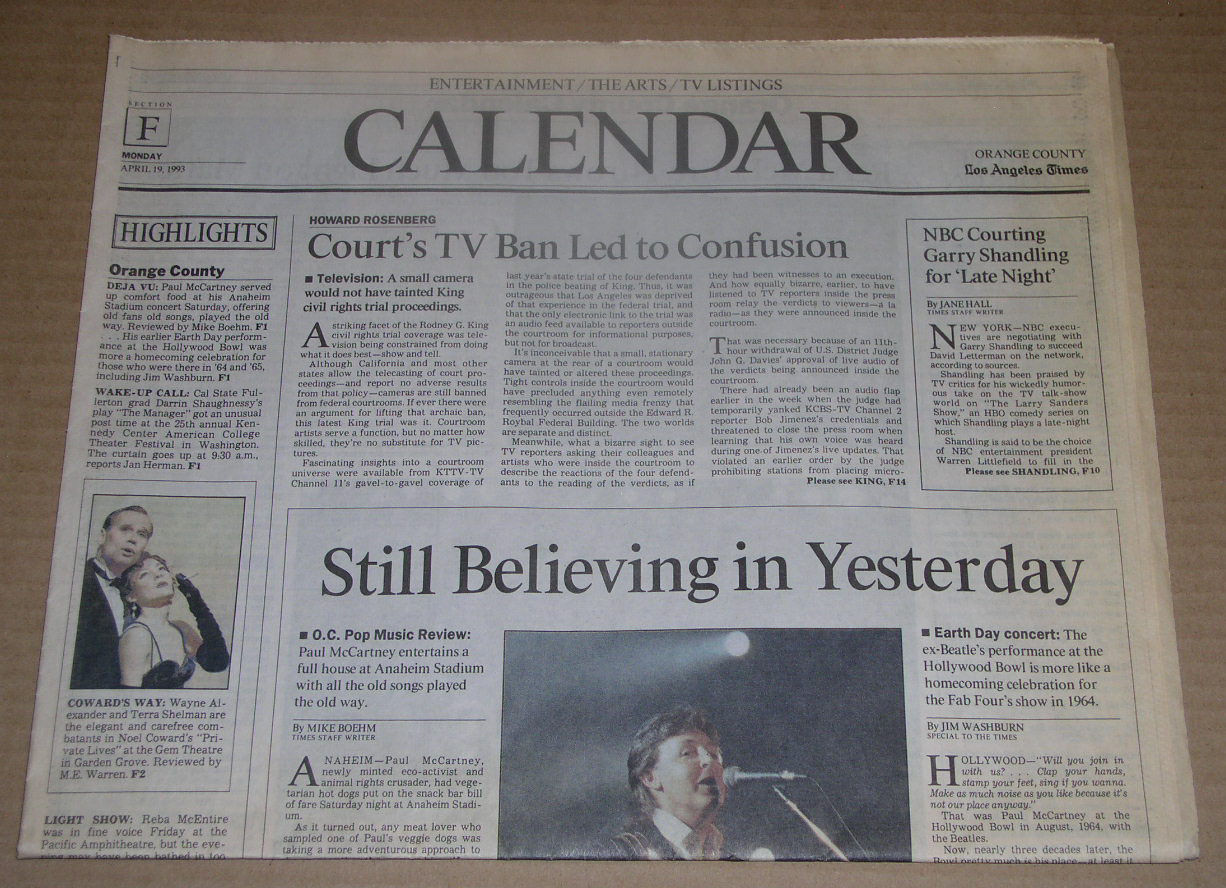 ENTERTAINMENT / THE ARTS / TV LISTINGS
SECTION
F
MONDAY
APRIL 19, 1993
CALENDAR
ORANGE COUNTY
Los Angeles Times
HIGHLIGHTS
Orange County
DEJA VU: Paul McCartney served
up comfort food at his Anaheim
Stadium concert Saturday, offering
old fans old songs, played the old
way. Reviewed by Mike Boehm. F1
. . . His earlier Earth Day perform-
ance at the Hollywood Bowl was
more a homecoming celebration for
those who were there in '64 and '65,
including Jim Washburn. F1
WAKE-UP CALL: Cal State Ful-
lerton grad Darrin Shaughnessy's
play "The Manager" got an unusual
post time at the 25th annual Ken-
nedy Center American College
Theater Festival in Washington.
The curtain goes up at 9:30 a.m.,
reports Jan Herman. F1
COWARD'S WAY: Wayne Al-
exander and Terra Shelman are
the elegant and carefree com-
batants in Noel Coward's "Pri-
vate Lives" at the Gem Theatre
in Garden Grove. Reviewed by
M.E. Warren. F2
LIGHT SHOW: Reba McEntire
was in fine voice Friday at the
Pacific Amphitheatre, but the eve-
ning may have been bathed in too
HOWARD ROSENBERG
Court's TV Ban Led to Confusion
■ Television: A small camera
would not have tainted King
civil rights trial proceedings.
A striking facet of the Rodney G. King
civil rights trial coverage was tele-
vision being constrained from doing
what it does best—show and tell.
Although California and most other
states allow the telecasting of court pro-
ceedings—and report no adverse results
from that policy—cameras are still banned
from federal courtrooms. If ever there were
an argument for lifting that archaic ban,
this latest King trial was it. Courtroom
artists serve a function, but no matter how
skilled, they're no substitute for TV pic-
tures.
Fascinating insights into a courtroom
universe were available from KTTV-TV
Channel 11's gavel-to-gavel coverage of
last year's state trial of the four defendants
in the police beating of King. Thus, it was
outrageous that Los Angeles was deprived
of that experience in the federal trial, and
that the only electronic link to the trial was
an audio feed available to reporters outside
the courtroom for informational purposes,
but not for broadcast.
It's inconceivable that a small, stationary
camera at the rear of a courtroom would
have tainted or altered these proceedings.
Tight controls inside the courtroom would
have precluded anything even remotely
resembling the flailing media frenzy that
frequently occurred outside the Edward R.
Roybal Federal Building. The two worlds
are separate and distinct.
Meanwhile, what a bizarre sight to see
TV reporters asking their colleagues and
artists who were inside the courtroom to
describe the reactions of the four defend-
ants to the reading of the verdicts, as if
they had been witnesses to an execution.
And how equally bizarre, earlier, to have
listened to TV reporters inside the press
room relay the verdicts to viewers—a la
radio—as they were announced inside the
courtroom.
That was necessary because of an 11th-
hour withdrawal of U.S. District Judge
John G. Davies' approval of live audio of
the verdicts being announced inside the
courtroom.
There had already been an audio flap
earlier in the week when the judge had
temporarily yanked KCBS-TV Channel 2
reporter Bob Jimenez's credentials and
threatened to close the press room when
learning that his own voice was heard
during one of Jimenez's live updates. That
violated an earlier order by the judge
prohibiting stations from placing micro-
Please see KING, F14
NBC Courting
Garry Shandling
for 'Late Night'
By JANE HALL
TIMES STAFF WRITER
NEW YORK—NBC execu-
tives are negotiating with
Garry Shandling to succeed
David Letterman on the network,
according to sources.
Shandling has been praised by
TV critics for his wickedly humor-
ous take on the TV talk-show
world on "The Larry Sanders
Show," an HBO comedy series on
which Shandling plays a late-night
host.
Shandling is said to be the choice
of NBC entertainment president
Warren Littlefield to fill in the
Please see SHANDLING, F10
Still Believing in Yesterday
■ O.C. Pop Music Review:
Paul McCartney entertains a
full house at Anaheim Stadium
with all the old songs played
the old way.
By MIKE BOEHM
TIMES STAFF WRITER
ANAHEIM—Paul McCartney,
newly minted eco-activist and
animal rights crusader, had vege-
tarian hot dogs put on the snack bar bill
of fare Saturday night at Anaheim Stadi-
um.
As it turned out, any meat lover who
sampled one of Paul's veggie dogs was
taking a more adventurous approach to
■ Earth Day concert: The
ex-Beatle's performance at the
Hollywood Bowl is more like a
homecoming celebration for
the Fab Four's show in 1964.
By JIM WASHBURN
SPECIAL TO THE TIMES
HOLLYWOOD—"Will you join in
with us? . . . Clap your hands,
stamp your feet, sing if you wanna.
Make as much noise as you like because it's
not our place anyway."
That was Paul McCartney at the
Hollywood Bowl in August, 1964, with
the Beatles.
Now, nearly three decades later, the
Bowl pretty much is his place—at least it